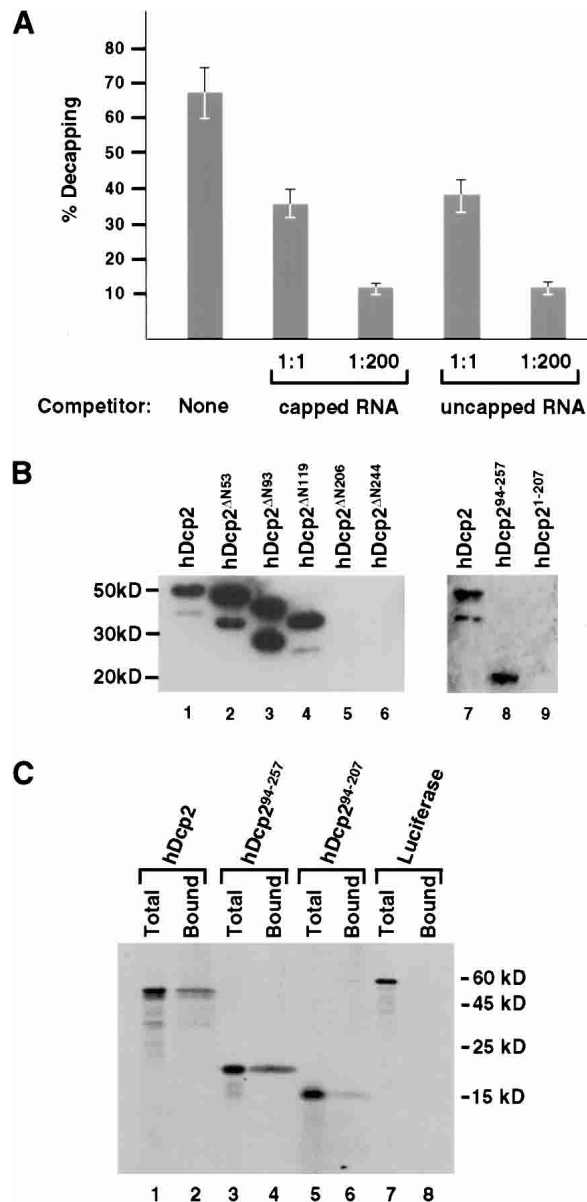 A
% Decapping
80
70
60
50
40
30
20
10
1:1 1:200 1:1 1:200
Competitor: None capped RNA uncapped RNA
B
hDcp2
hDcp2ΔN53
hDcp2ΔN93
hDcp2ΔN119
hDcp2ΔN206
hDcp2ΔN244
hDcp2
hDcp294-257
hDcp21-207
50kD
30kD
20kD
1 2 3 4 5 6 7 8 9
C
hDcp2
hDcp294-257
hDcp294-207
Luciferase
Total Bound Total Bound Total Bound Total Bound
-60 kD
-45 kD
-25 kD
-15 kD
1 2 3 4 5 6 7 8